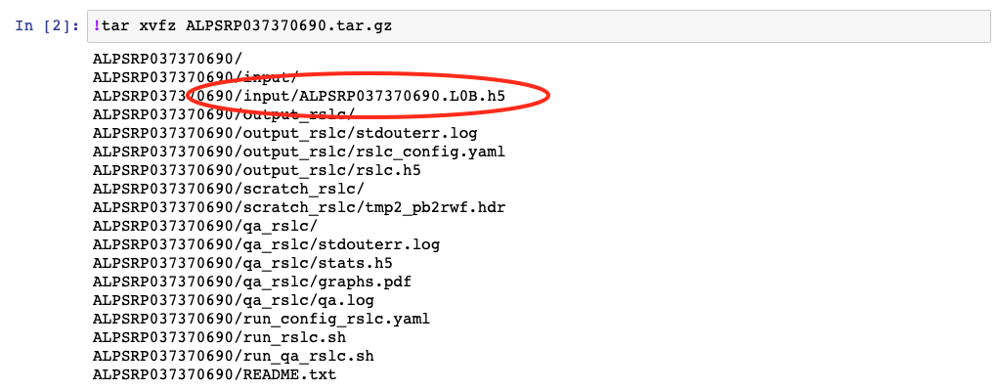 In [2]: !tar xvfz ALPSRP037370690.tar.gz
ALPSRP037370690/
ALPSRP037370690/input/
ALPSRP037370690/input/ALPSRP037370690.L0B.h5
ALPSRP037370690/output_rslc/
ALPSRP037370690/output_rslc/stdouterr.log
ALPSRP037370690/output_rslc/rslc_config.yaml
ALPSRP037370690/output_rslc/rslc.h5
ALPSRP037370690/scratch_rslc/
ALPSRP037370690/scratch_rslc/tmp2_pb2rwf.hdr
ALPSRP037370690/qa_rslc/
ALPSRP037370690/qa_rslc/stdouterr.log
ALPSRP037370690/qa_rslc/stats.h5
ALPSRP037370690/qa_rslc/graphs.pdf
ALPSRP037370690/qa_rslc/qa.log
ALPSRP037370690/run_config_rslc.yaml
ALPSRP037370690/run_rslc.sh
ALPSRP037370690/run_qa_rslc.sh
ALPSRP037370690/README.txt